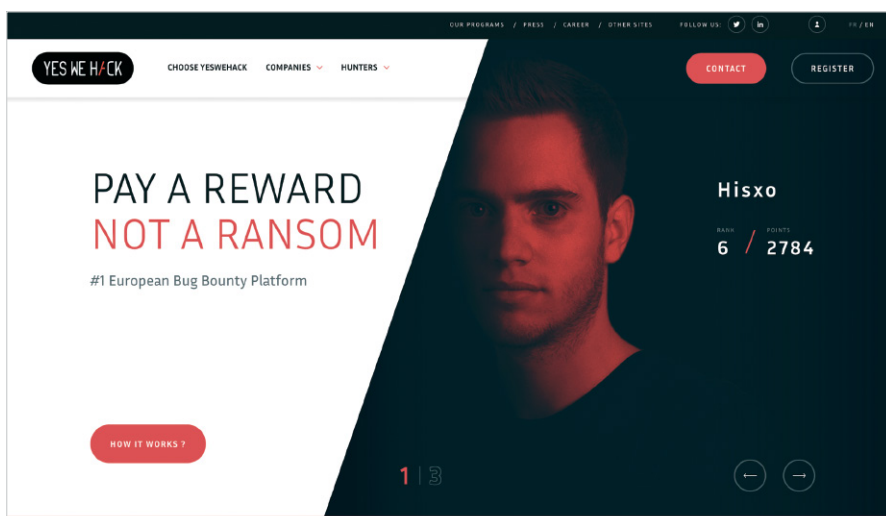 OUR PROGRAMS / PRESS / CAREER / OTHER SITES FOLLOW US: in FR / EN
YES WE H/CK CHOOSE YESWEHACK COMPANIES HUNTERS CONTACT REGISTER
PAY A REWARD
NOT A RANSOM
#1 European Bug Bounty Platform
Hisxo
RANK POINTS
6 / 2784
HOW IT WORKS ?
1 | 3